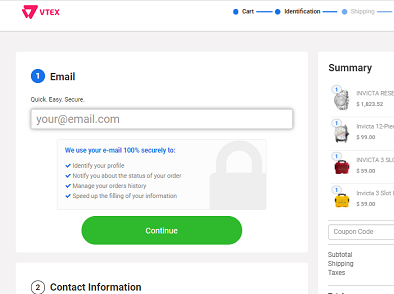 VTEX
Cart
Identification
Shipping
1 Email
Quick. Easy. Secure.
your@email.com
We use your e-mail 100% securely to:
Identify your profile
Notify you about the status of your order
Manage your orders history
Speed up the filling of your information
Continue
2 Contact Information
Summary
1 INVICTA RESE
$ 1,823.52
1 Invicta 12-Piec
$ 99.00
1 INVICTA 3 SLO
$ 59.00
1 Invicta 3 Slot
$ 59.00
Coupon Code
Subtotal
Shipping
Taxes